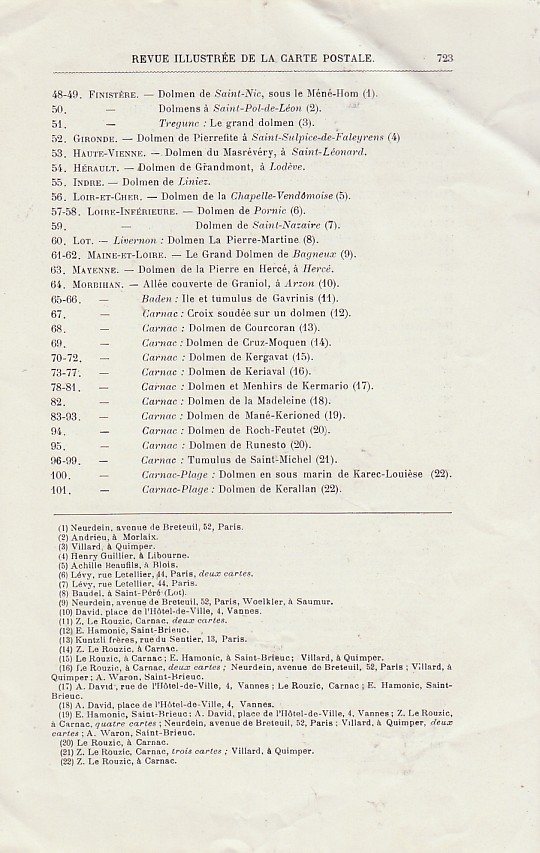 REVUE ILLUSTRÉE DE LA CARTE POSTALE. 723
48-49. FINISTÈRE. — Dolmen de Saint-Nic, sous le Méné-Hom (1).
50. — Dolmens à Saint-Pol-de-Léon (2).
51. — Tregunc : Le grand dolmen (3).
52. GIRONDE. — Dolmen de Pierrefite à Saint-Sulpice-de-Faleyrens (4)
53. HAUTE-VIENNE. — Dolmen du Masrévéry, à Saint-Léonard.
54. HÉRAULT. — Dolmen de Grandmont, à Lodève.
55. INDRE. — Dolmen de Liniez.
56. LOIR-ET-CHER. — Dolmen de la Chapelle-Vendômoise (5).
57-58. LOIRE-INFÉRIEURE. — Dolmen de Pornic (6).
59. — Dolmen de Saint-Nazaire (7).
60. LOT. — Livernon : Dolmen La Pierre-Martine (8).
61-62. MAINE-ET-LOIRE. — Le Grand Dolmen de Bagneux (9).
63. MAYENNE. — Dolmen de la Pierre en Hercé, à Hercé.
64. MORBIHAN. — Allée couverte de Graniol, à Arzon (10).
65-66. — Baden : Ile et tumulus de Gavrinis (11).
67. — Carnac : Croix soudée sur un dolmen (12).
68. — Carnac : Dolmen de Courcoran (13).
69. — Carnac : Dolmen de Cruz-Moquen (14).
70-72. — Carnac : Dolmen de Kergavat (15).
73-77. — Carnac : Dolmen de Keriaval (16).
78-81. — Carnac : Dolmen et Menhirs de Kermario (17).
82. — Carnac : Dolmen de la Madeleine (18).
83-93. — Carnac : Dolmen de Mané-Kerioned (19).
94. — Carnac : Dolmen de Roch-Feutet (20).
95. — Carnac : Dolmen de Runesto (20).
96-99. — Carnac : Tumulus de Saint-Michel (21).
100. — Carnac-Plage : Dolmen en sous marin de Karec-Louièse (22).
101. — Carnac-Plage : Dolmen de Kerallan (22).
(1) Neurdein, avenue de Breteuil, 52, Paris.
(2) Andrieu, à Morlaix.
(3) Villard, à Quimper.
(4) Henry Guillier, à Libourne.
(5) Achille Beaufils, à Blois.
(6) Lévy, rue Letellier, 44, Paris, deux cartes.
(7) Lévy, rue Letellier, 44, Paris.
(8) Baudel, à Saint-Péré (Lot).
(9) Neurdein, avenue de Breteuil, 52, Paris, Woelkler, à Saumur.
(10) David, place de l'Hôtel-de-Ville, 4, Vannes.
(11) Z. Le Rouzic, Carnac, deux cartes.
(12) E. Hamonic, Saint-Brieuc.
(13) Kuntzli frères, rue du Sentier, 13, Paris.
(14) Z. Le Rouzic, à Carnac.
(15) Le Rouzic, à Carnac ; E. Hamonic, à Saint-Brieuc ; Villard, à Quimper.
(16) Le Rouzic, à Carnac, deux cartes ; Neurdein, avenue de Breteuil, 52, Paris ; Villard, à
Quimper ; A. Waron, Saint-Brieuc.
(17) A. David, rue de l'Hôtel-de-Ville, 4, Vannes ; Le Rouzic, Carnac ; E. Hamonic, Saint-
Brieuc.
(18) A. David, place de l'Hôtel-de-Ville, 4, Vannes.
(19) E. Hamonic, Saint-Brieuc ; A. David, place de l'Hôtel-de-Ville, 4, Vannes ; Z. Le Rouzic,
à Carnac, quatre cartes ; Neurdein, avenue de Breteuil, 52, Paris ; Villard, à Quimper, deux
cartes ; A. Waron, Saint-Brieuc.
(20) Le Rouzic, à Carnac.
(21) Z. Le Rouzic, Carnac, trois cartes ; Villard, à Quimper.
(22) Z. Le Rouzic, à Carnac.